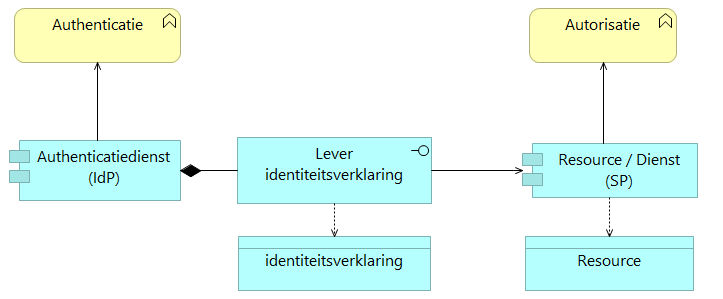 Authenticatie
Autorisatie
Authenticatiedienst
(IdP)
Lever
identiteitsverklaring
Resource / Dienst
(SP)
identiteitsverklaring
Resource